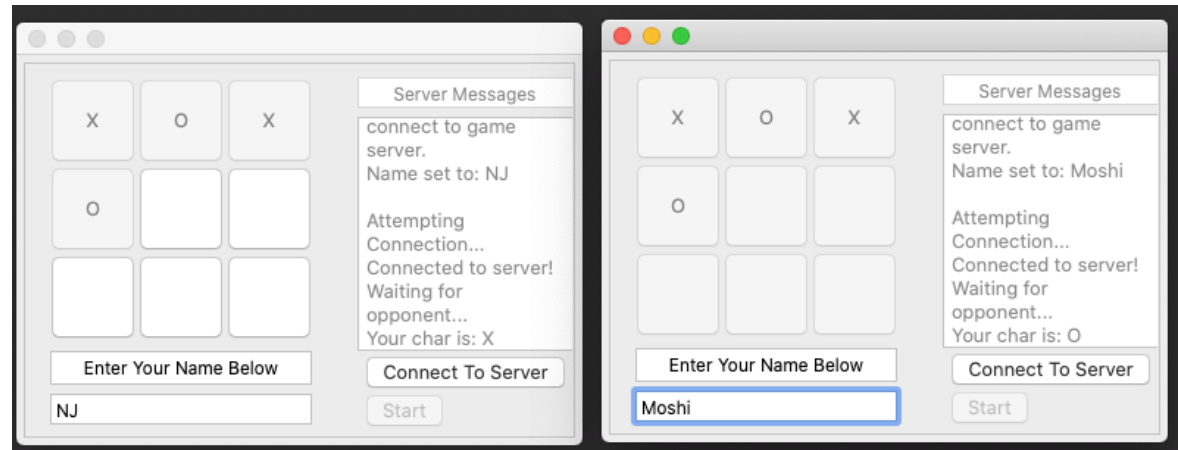 X O X
O
Server Messages
connect to game
server.
Name set to: NJ
Attempting
Connection...
Connected to server!
Waiting for
opponent...
Your char is: X
Enter Your Name Below
NJ
Connect To Server
Start
X O X
O
Server Messages
connect to game
server.
Name set to: Moshi
Attempting
Connection...
Connected to server!
Waiting for
opponent...
Your char is: O
Enter Your Name Below
Moshi
Connect To Server
Start